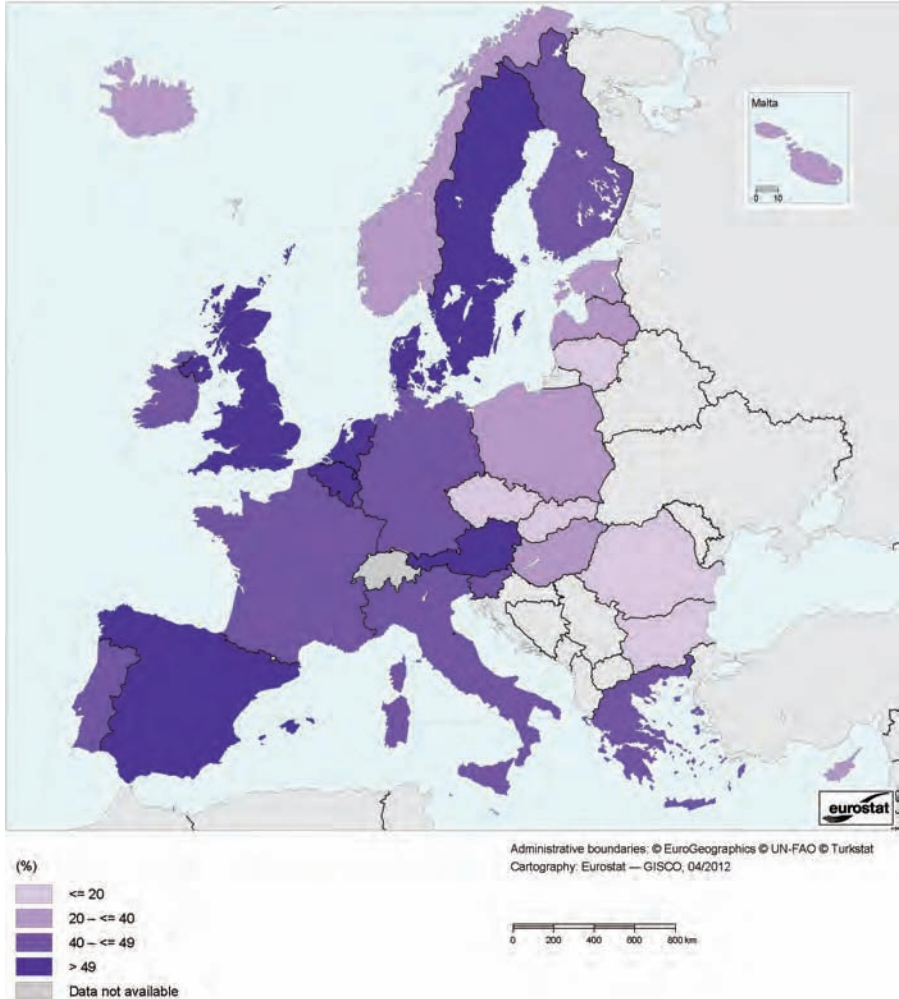 Malta
0 10
eurostat
Administrative boundaries: © EuroGeographics © UN-FAO © Turkstat
Cartography: Eurostat — GISCO, 04/2012
(%)
<= 20
20 – <= 40
40 – <= 49
> 49
Data not available
0 200 400 600 800 km